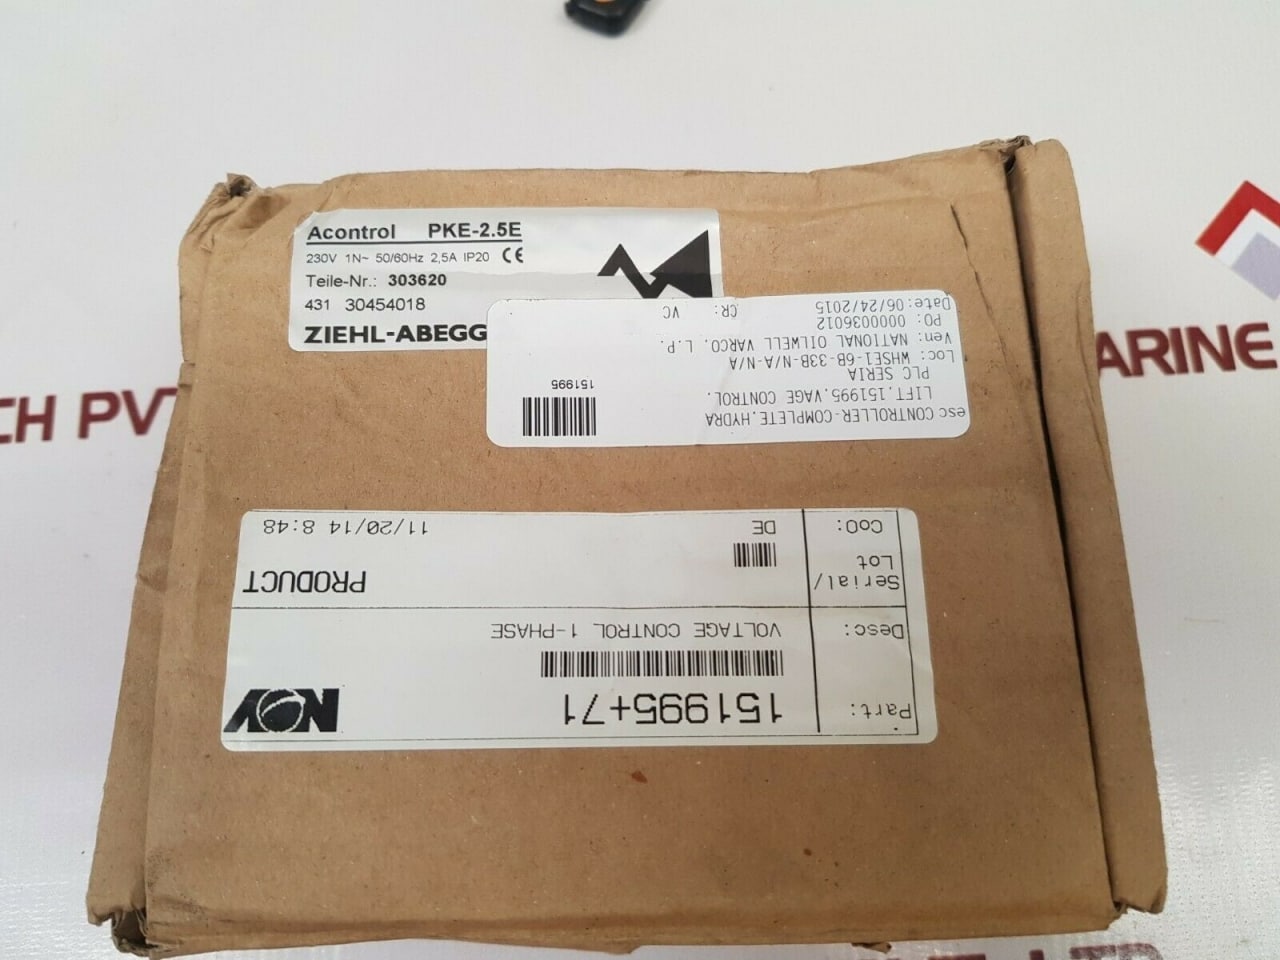 Acontrol PKE-2.5E
230V 1N~ 50/60Hz 2,5A IP20 CE
Teile-Nr.: 303620
431 30454018
ZIEHL-ABEGG
esc CONTROLLER-COMPLETE.HYDRA
LIFT.151995.VAGE CONTROL.
PLC SERIA
Loc: WHSE1-6B-33B-N/A-N/A
Ven: NATIONAL OILWELL VARCO, L.P.
PO: 0000036012
Date:06/24/2015 CR: VC
151995
Part: 151995+71
NOV
Desc: VOLTAGE CONTROL 1-PHASE
Serial/
Lot
PRODUCT
CoO: DE 11/20/14 8:48
CH PV
ARINE